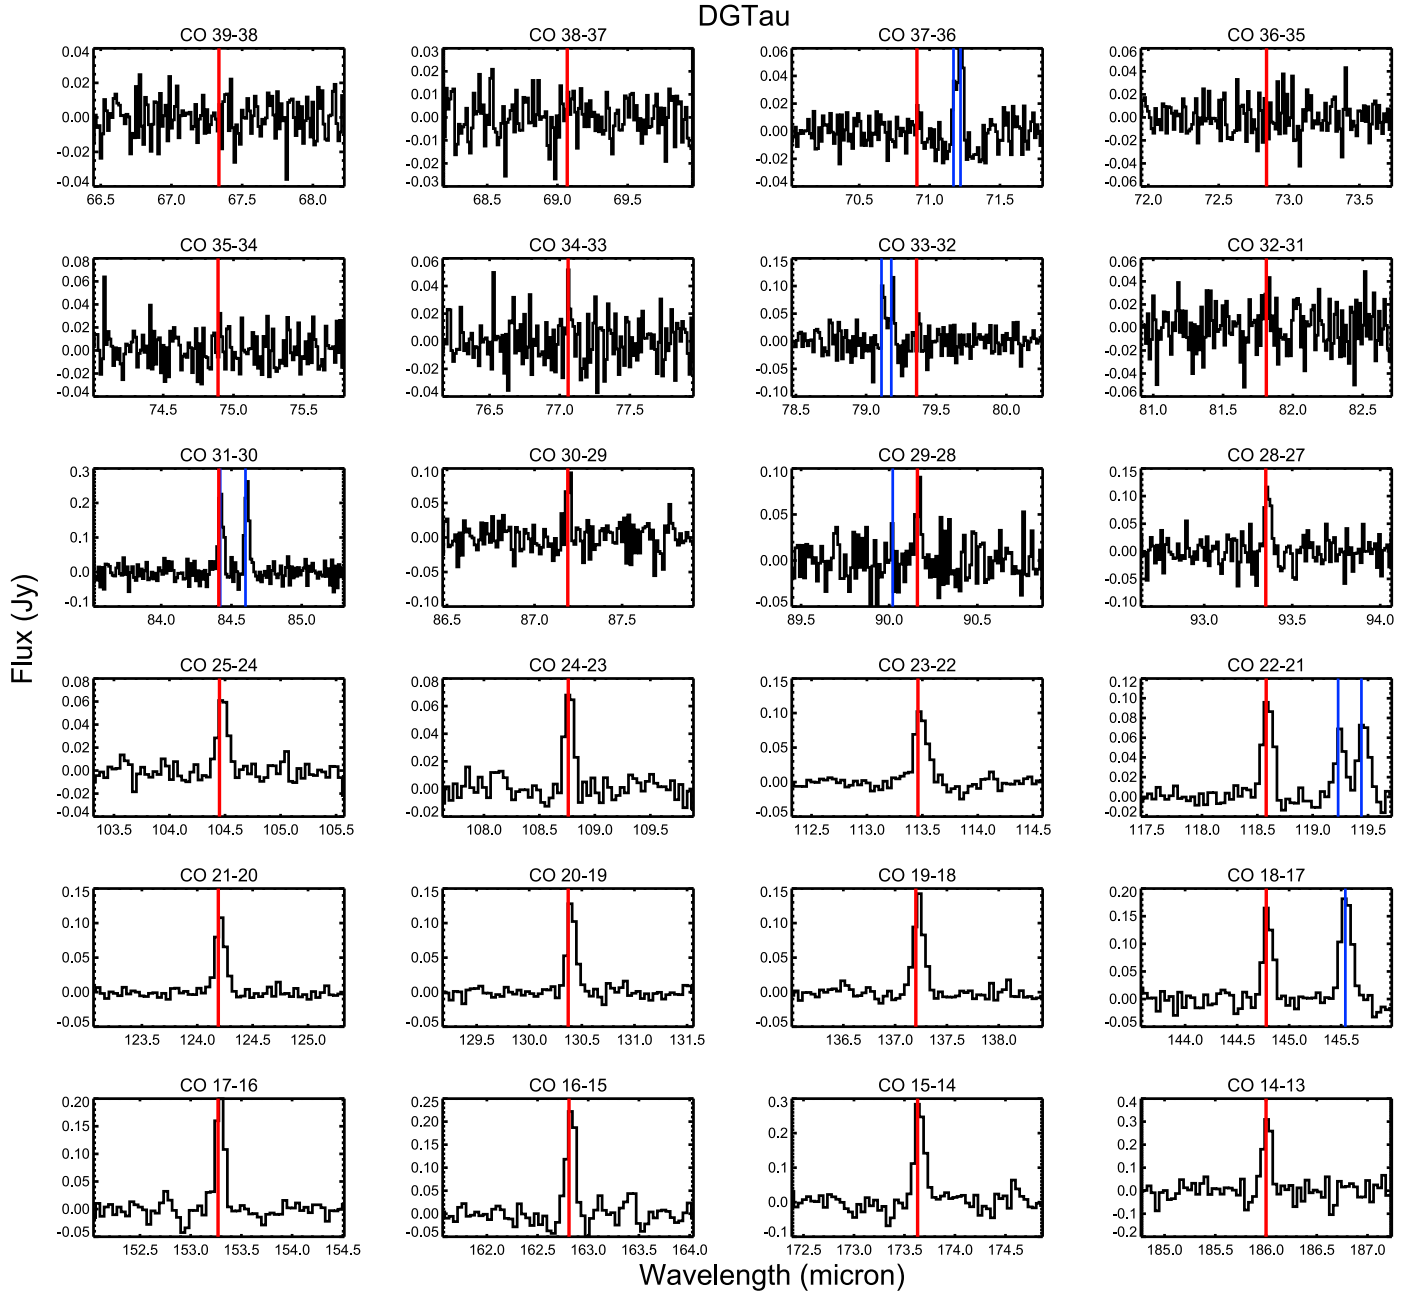 DGTau
CO 39-38
0.04
0.02
0.00
-0.02
-0.04
66.5 67.0 67.5 68.0
CO 38-37
0.03
0.02
0.01
0.00
-0.01
-0.02
-0.03
68.5 69.0 69.5
CO 37-36
0.06
0.04
0.02
0.00
-0.02
-0.04
70.5 71.0 71.5
CO 36-35
0.06
0.04
0.02
0.00
-0.02
-0.04
-0.06
72.0 72.5 73.0 73.5
CO 35-34
0.08
0.06
0.04
0.02
0.00
-0.02
-0.04
74.5 75.0 75.5
CO 34-33
0.06
0.04
0.02
0.00
-0.02
-0.04
76.5 77.0 77.5
CO 33-32
0.15
0.10
0.05
0.00
-0.05
-0.10
78.5 79.0 79.5 80.0
CO 32-31
0.06
0.04
0.02
0.00
-0.02
-0.04
-0.06
81.0 81.5 82.0 82.5
CO 31-30
0.3
0.2
0.1
0.0
-0.1
84.0 84.5 85.0
CO 30-29
0.10
0.05
0.00
-0.05
-0.10
86.5 87.0 87.5
CO 29-28
0.10
0.05
0.00
-0.05
89.5 90.0 90.5
CO 28-27
0.15
0.10
0.05
0.00
-0.05
-0.10
93.0 93.5 94.0
Flux (Jy)
CO 25-24
0.08
0.06
0.04
0.02
0.00
-0.02
-0.04
103.5 104.0 104.5 105.0 105.5
CO 24-23
0.08
0.06
0.04
0.02
0.00
-0.02
108.0 108.5 109.0 109.5
CO 23-22
0.15
0.10
0.05
0.00
-0.05
112.5 113.0 113.5 114.0 114.5
CO 22-21
0.12
0.10
0.08
0.06
0.04
0.02
0.00
-0.02
117.5 118.0 118.5 119.0 119.5
CO 21-20
0.15
0.10
0.05
0.00
-0.05
123.5 124.0 124.5 125.0
CO 20-19
0.15
0.10
0.05
0.00
-0.05
129.5 130.0 130.5 131.0 131.5
CO 19-18
0.15
0.10
0.05
0.00
-0.05
136.5 137.0 137.5 138.0
CO 18-17
0.20
0.15
0.10
0.05
0.00
-0.05
144.0 144.5 145.0 145.5
CO 17-16
0.20
0.15
0.10
0.05
0.00
-0.05
152.5 153.0 153.5 154.0 154.5
CO 16-15
0.25
0.20
0.15
0.10
0.05
0.00
-0.05
162.0 162.5 163.0 163.5 164.0
CO 15-14
0.3
0.2
0.1
0.0
-0.1
172.5 173.0 173.5 174.0 174.5
CO 14-13
0.4
0.3
0.2
0.1
0.0
-0.1
-0.2
185.0 185.5 186.0 186.5 187.0
Wavelength (micron)